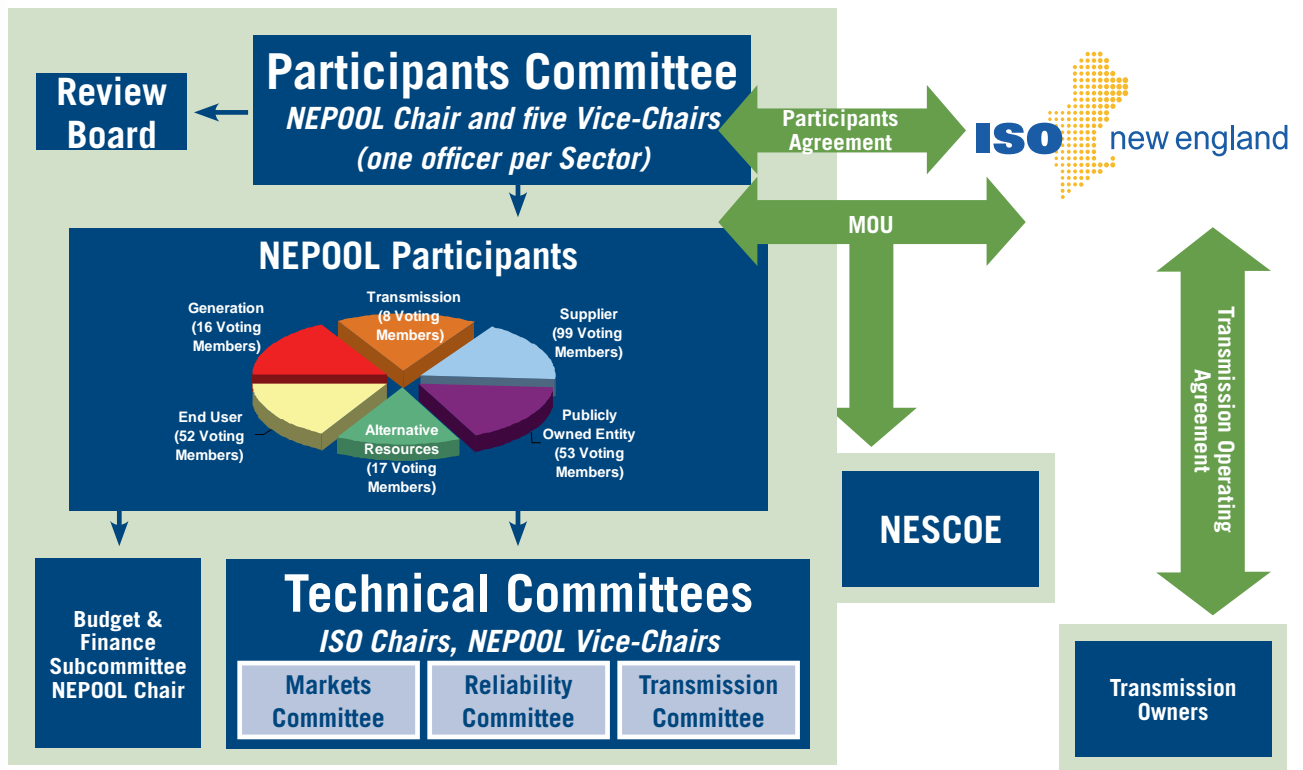 Review
Board
Participants Committee
NEPOOL Chair and five Vice-Chairs
(one officer per Sector)
Participants
Agreement
ISO new england
MOU
NEPOOL Participants
Generation
(16 Voting
Members)
Transmission
(8 Voting
Members)
Supplier
(99 Voting
Members)
End User
(52 Voting
Members)
Alternative
Resources
(17 Voting
Members)
Publicly
Owned Entity
(53 Voting
Members)
Transmission Operating
Agreement
NESCOE
Budget &
Finance
Subcommittee
NEPOOL Chair
Technical Committees
ISO Chairs, NEPOOL Vice-Chairs
Markets
Committee
Reliability
Committee
Transmission
Committee
Transmission
Owners